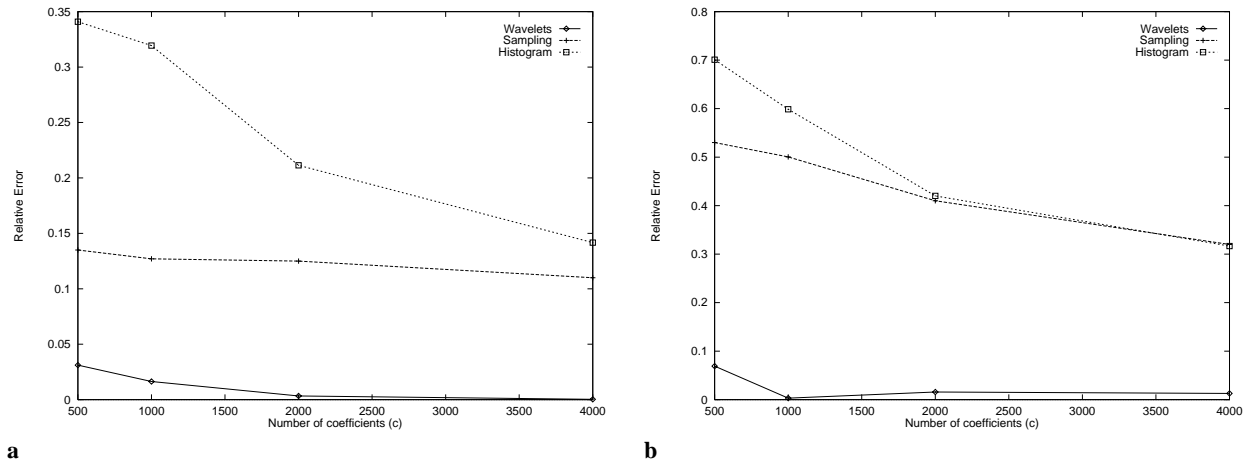 0.35
0.3
0.25
0.2
0.15
0.1
0.05
0
Relative Error
500 1000 1500 2000 2500 3000 3500 4000
Number of coefficients (c)
Wavelets
Sampling
Histogram
a
0.8
0.7
0.6
0.5
0.4
0.3
0.2
0.1
0
Relative Error
500 1000 1500 2000 2500 3000 3500 4000
Number of coefficients (c)
Wavelets
Sampling
Histogram
b